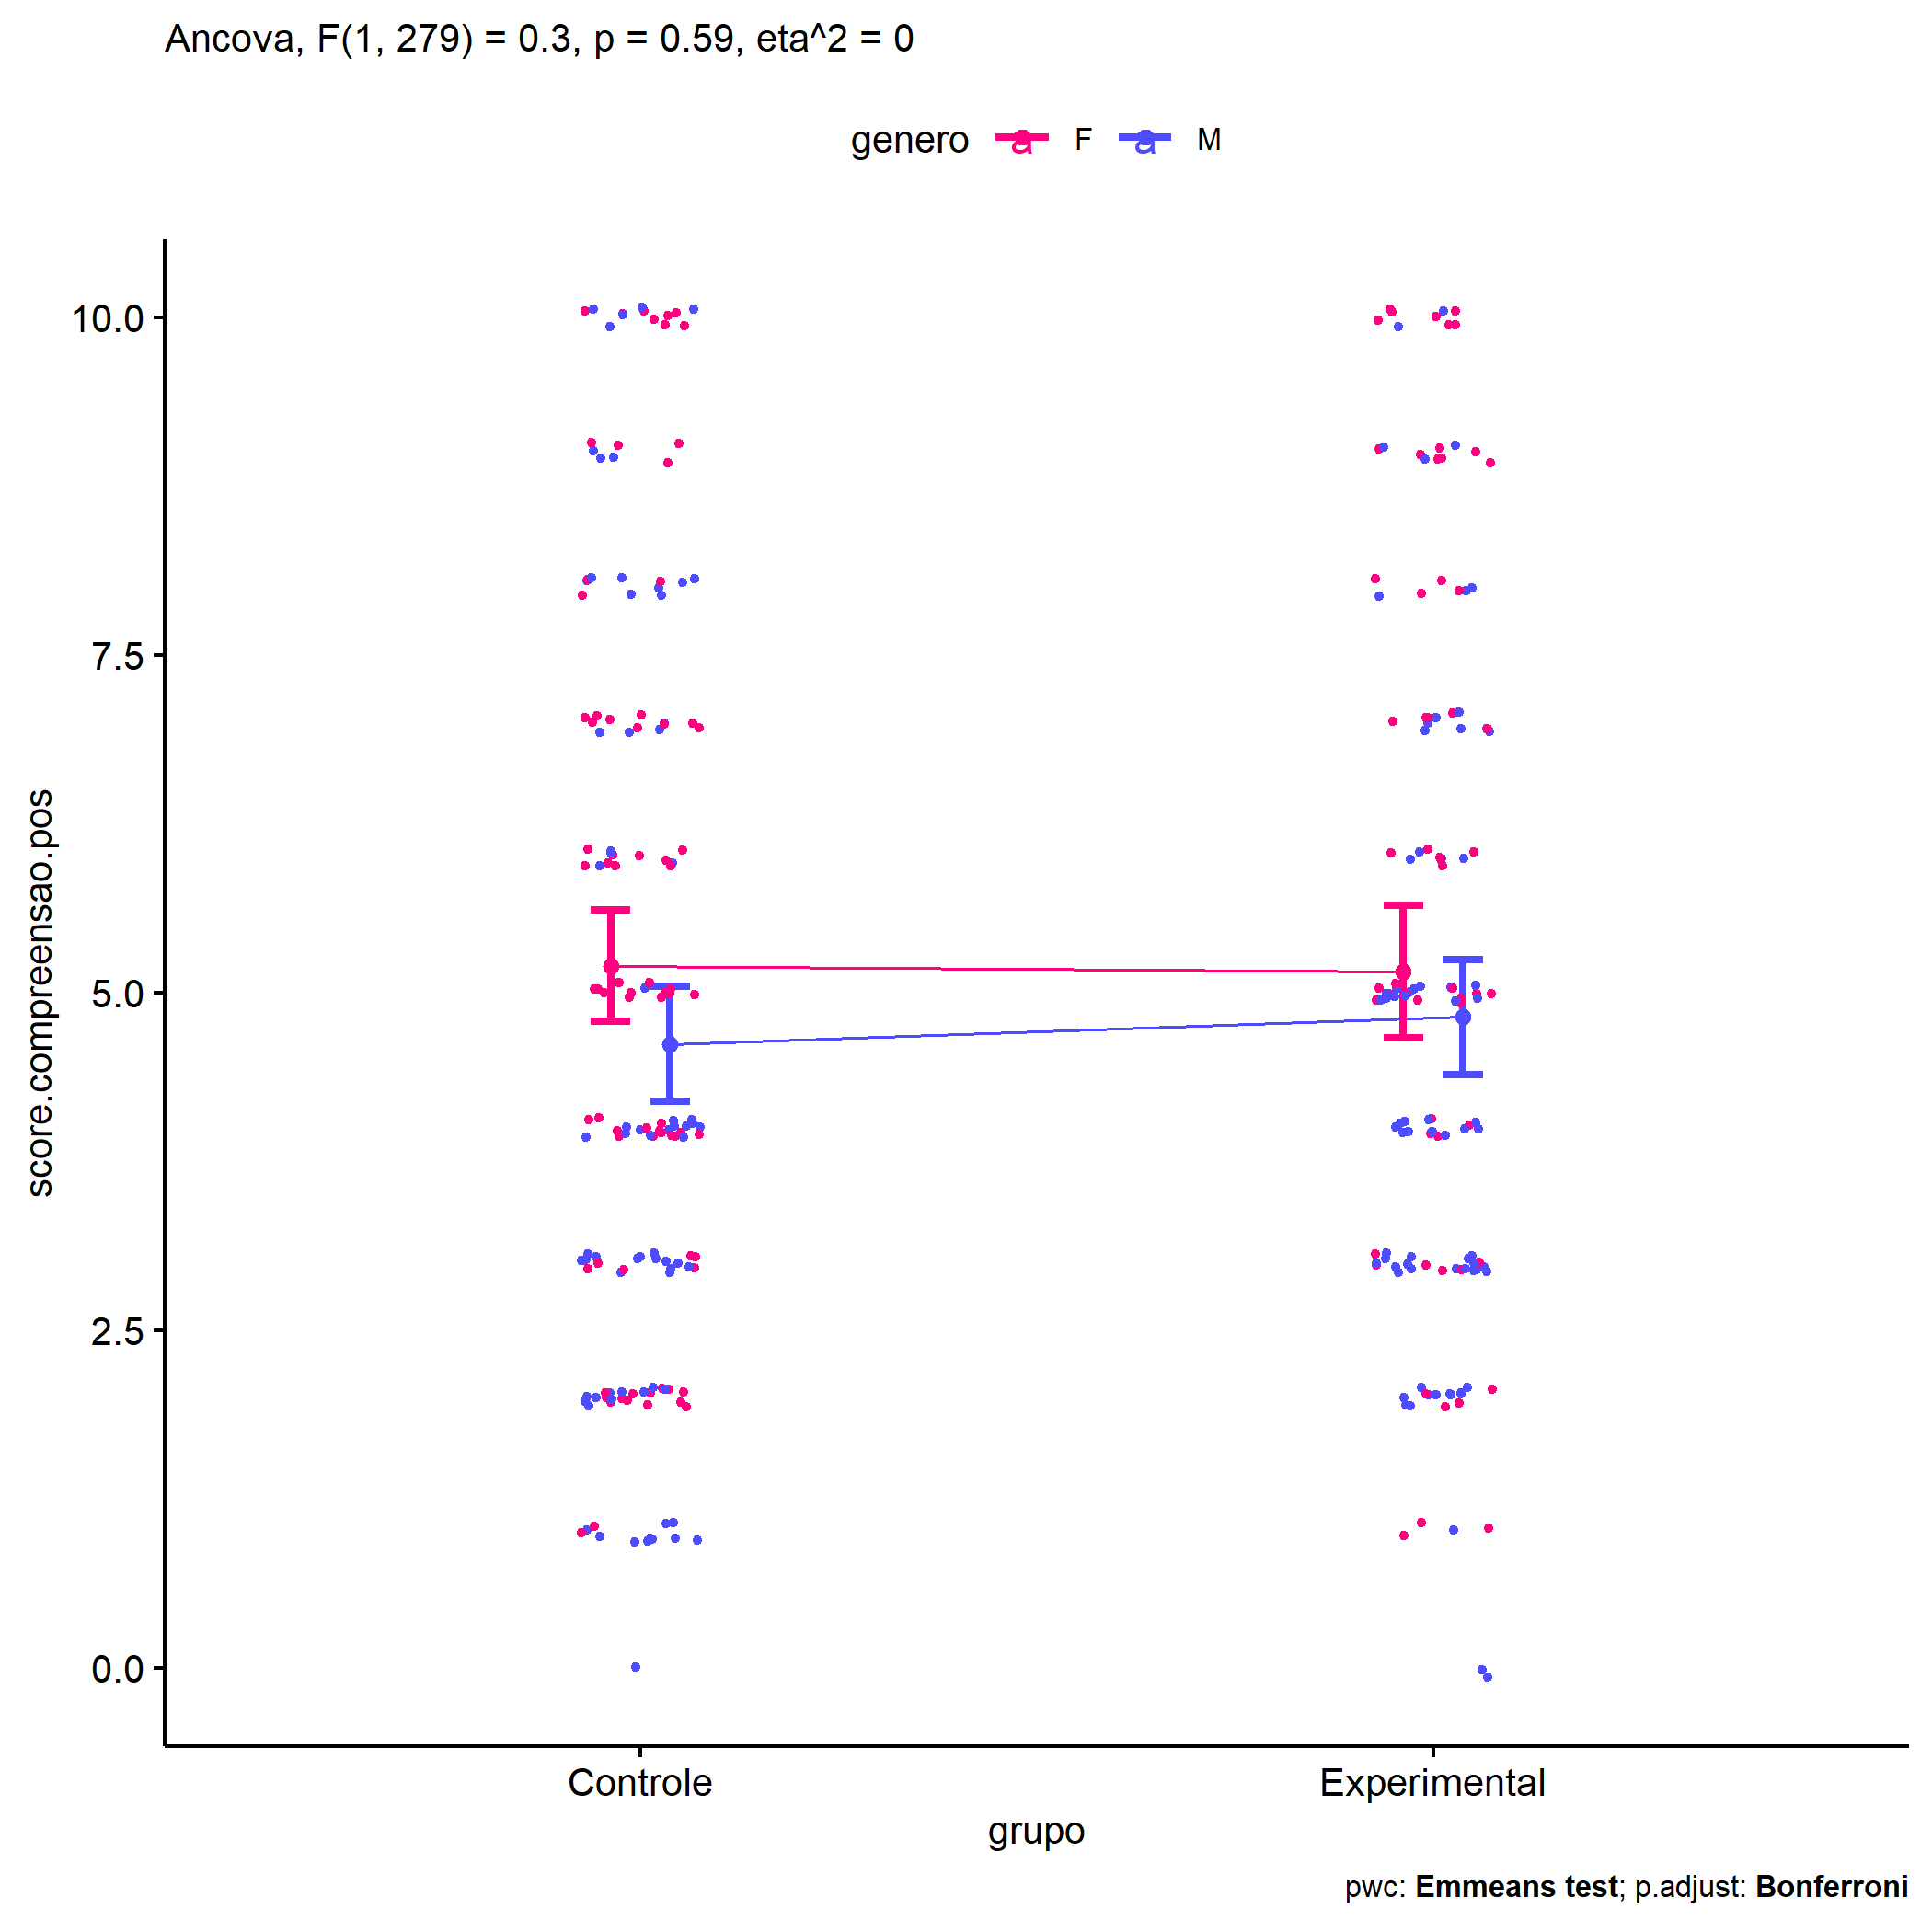 Ancova, F(1, 279) = 0.3, p = 0.59, eta^2 = 0
genero a F a M
10.0
7.5
5.0
2.5
0.0
score.compreensao.pos
Controle Experimental
grupo
pwc: Emmeans test; p.adjust: Bonferroni